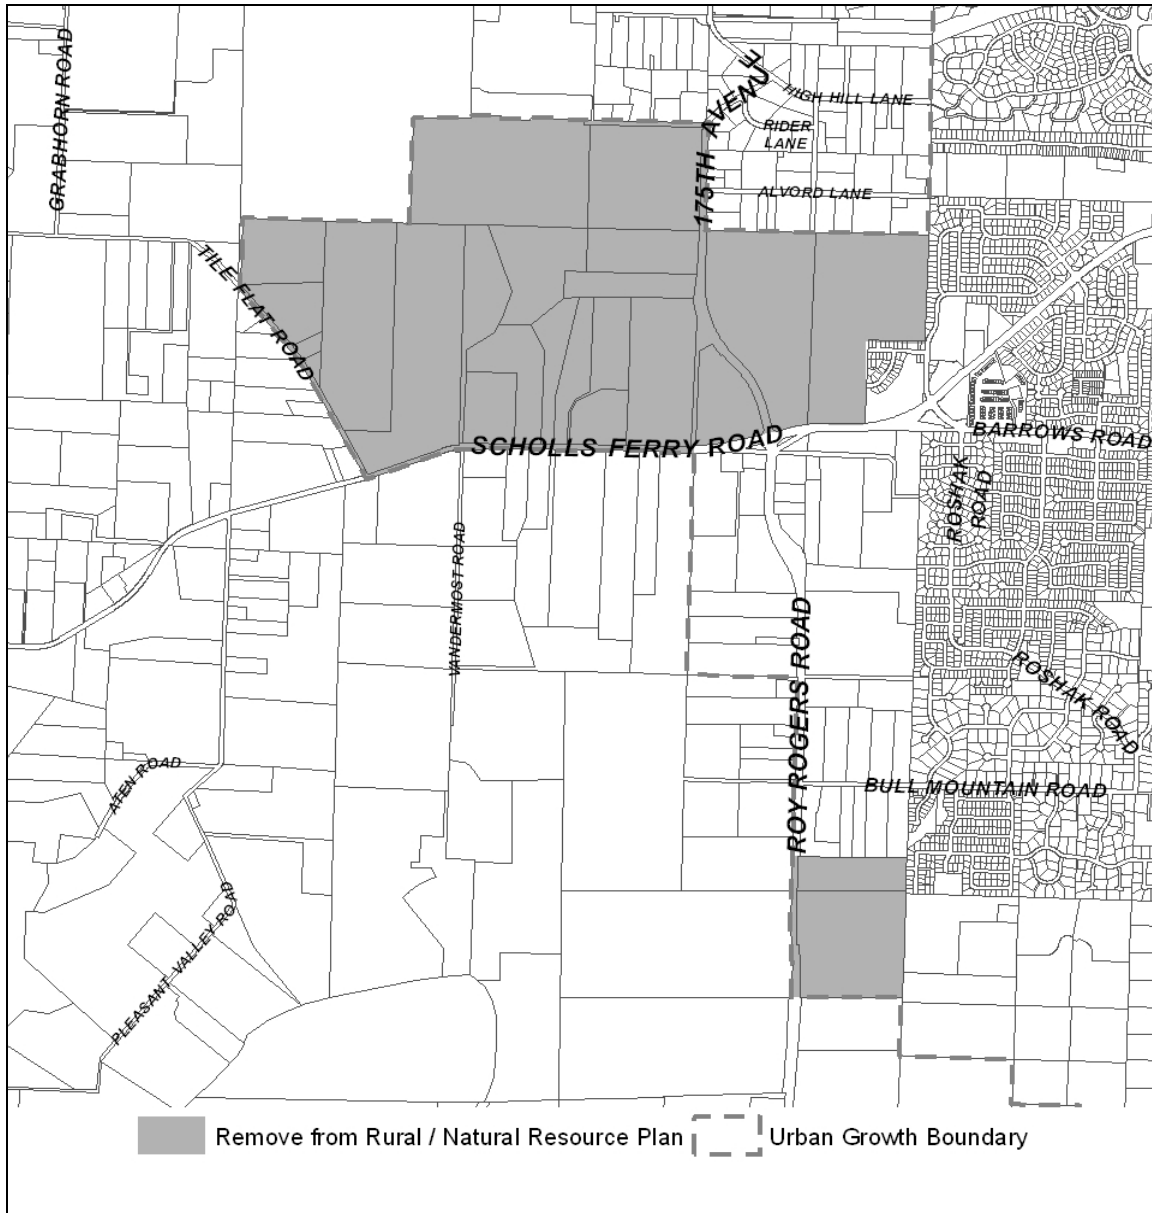 GRABHORN ROAD
175TH AVENUE
HIGH HILL LANE
RIDER
LANE
ALVORD LANE
TILE FLAT ROAD
SCHOLLS FERRY ROAD
BARROWS ROAD
ROSHAK
ROAD
VANDERMOST ROAD
ROY ROGERS ROAD
ROSHAK ROAD
ATEN ROAD
BULL MOUNTAIN ROAD
PLEASANT VALLEY ROAD
Remove from Rural / Natural Resource Plan
Urban Growth Boundary